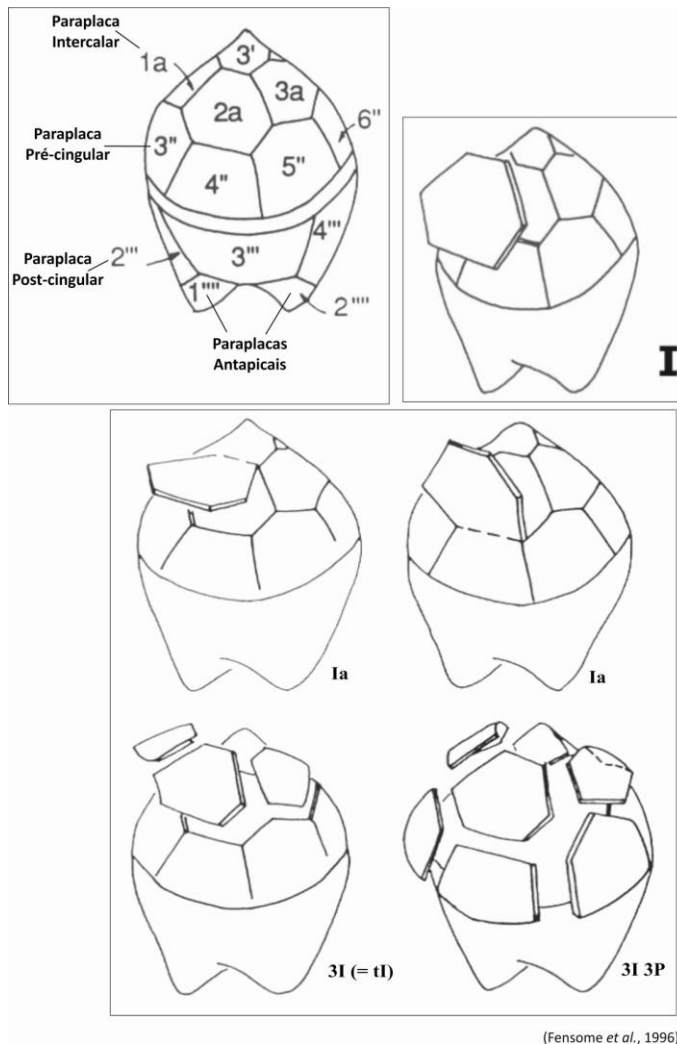 Paraplaca
Intercalar
1a
3'
3a
2a
6''
Paraplaca
Pré-cingular
3''
4''
5''
Paraplaca
Post-cingular
2'''
3'''
4'''
1''''
2''''
Paraplacas
Antapicais
I
Ia
Ia
3I (= tI)
3I 3P
(Fensome et al., 1996)